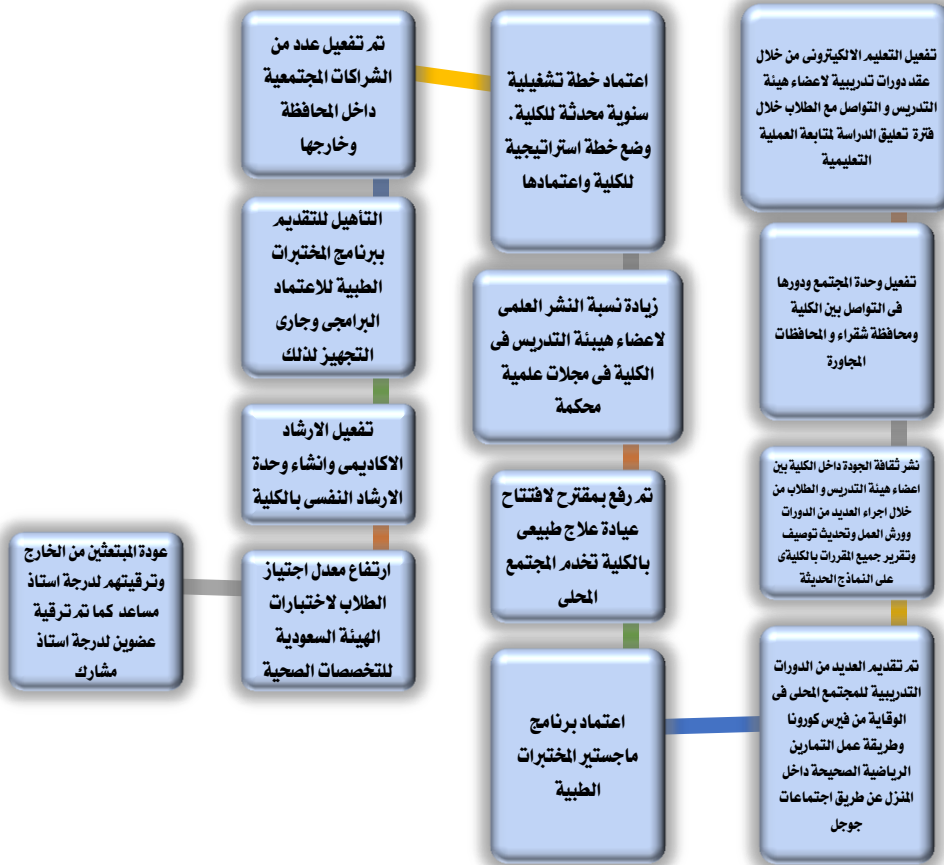 تفعيل التعليم الالكترونى من خلال
عقد دورات تدريبية لاعضاء هيئة
التدريس و التواصل مع الطلاب خلال
فترة تعليق الدراسة لمتابعة العملية
التعليمية
تفعيل وحدة المجتمع ودورها
فى التواصل بين الكلية
ومحافظة شقراء و المحافظات
المجاورة
نشر ثقافة الجودة داخل الكلية بين
اعضاء هيئة التدريس و الطلاب من
خلال اجراء العديد من الدورات
وورش العمل وتحديث توصيف
وتقرير جميع المقررات بالكليةى
على النماذج الحديثة
تم تقديم العديد من الدورات
التدريبية للمجتمع المحلى فى
الوقاية من فيرس كورونا
وطريقة عمل التمارين
الرياضية الصحيحة داخل
المنزل عن طريق اجتماعات
جوجل
اعتماد برنامج
ماجستير المختبرات
الطبية
تم رفع بمقترح لافتتاح
عيادة علاج طبيعى
بالكلية تخدم المجتمع
المحلى
زيادة نسبة النشر العلمى
لاعضاء هيبئة التدريس فى
الكلية فى مجلات علمية
محكمة
اعتماد خطة تشغيلية
سنوية محدثة للكلية.
وضع خطة استراتيجية
للكلية واعتمادها
تم تفعيل عدد من
الشراكات المجتمعية
داخل المحافظة
وخارجها
التأهيل للتقديم
ببرنامج المختبرات
الطبية للاعتماد
البرامجى وجارى
التجهيز لذلك
تفعيل الارشاد
الاكاديمى وانشاء وحدة
الارشاد النفسى بالكلية
ارتفاع معدل اجتياز
الطلاب لاختبارات
الهيئة السعودية
للتخصصات الصحية
عودة المبتعثين من الخارج
وترقيتهم لدرجة استاذ
مساعد كما تم ترقية
عضوين لدرجة استاذ
مشارك